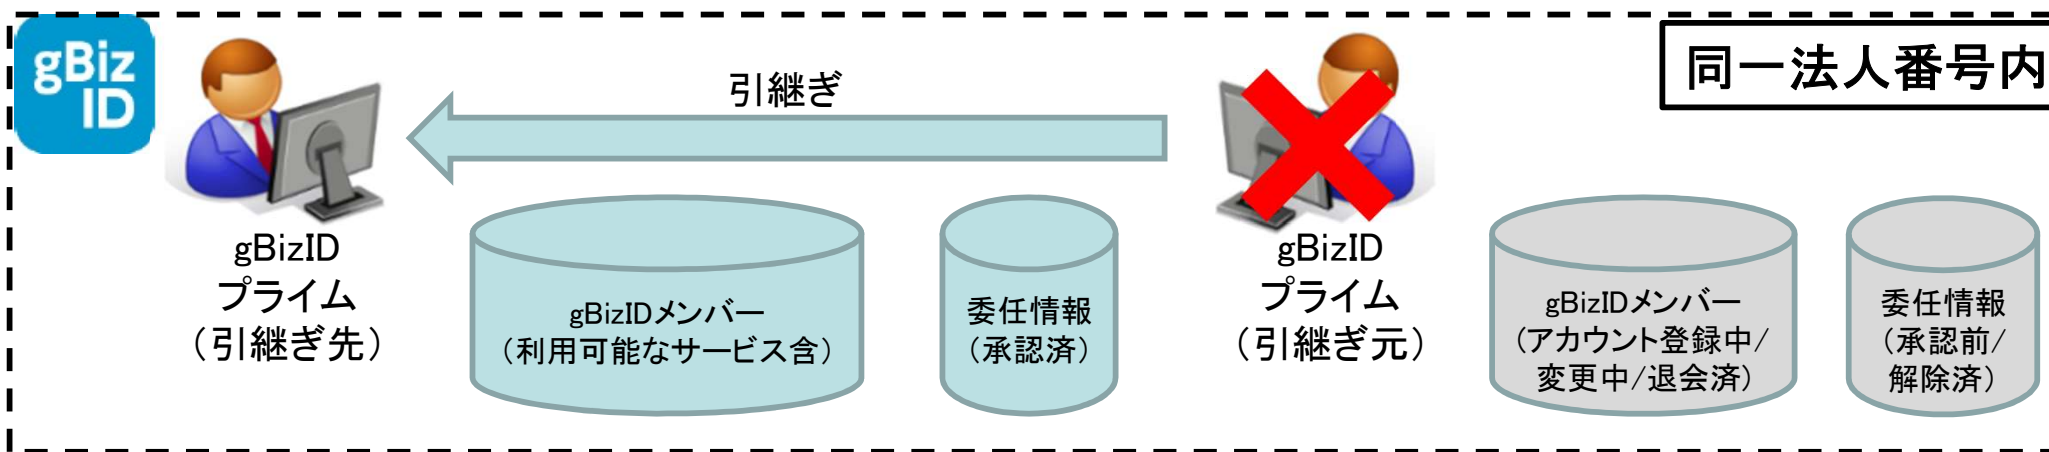 gBiz
ID
引継ぎ
同一法人番号内
gBizID
プライム
（引継ぎ先）
gBizIDメンバー
（利用可能なサービス含）
委任情報
（承認済）
gBizID
プライム
（引継ぎ元）
gBizIDメンバー
（アカウント登録中/
変更中/退会済）
委任情報
（承認前/
解除済）